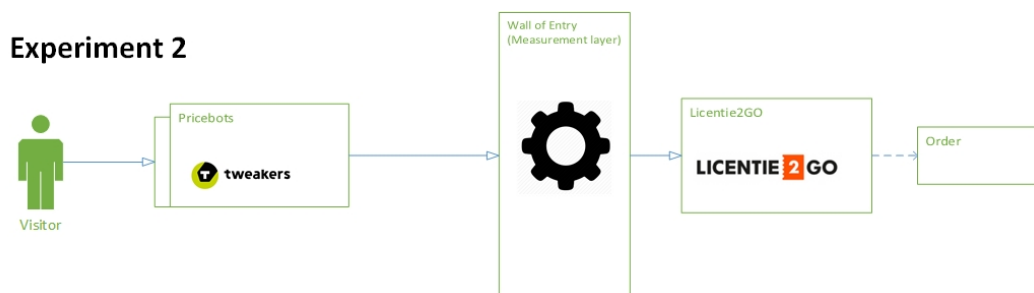 Experiment 2
Wall of Entry
(Measurement layer)
Pricebots
tweakers
Licentie2GO
LICENTIE 2 GO
Order
Visitor